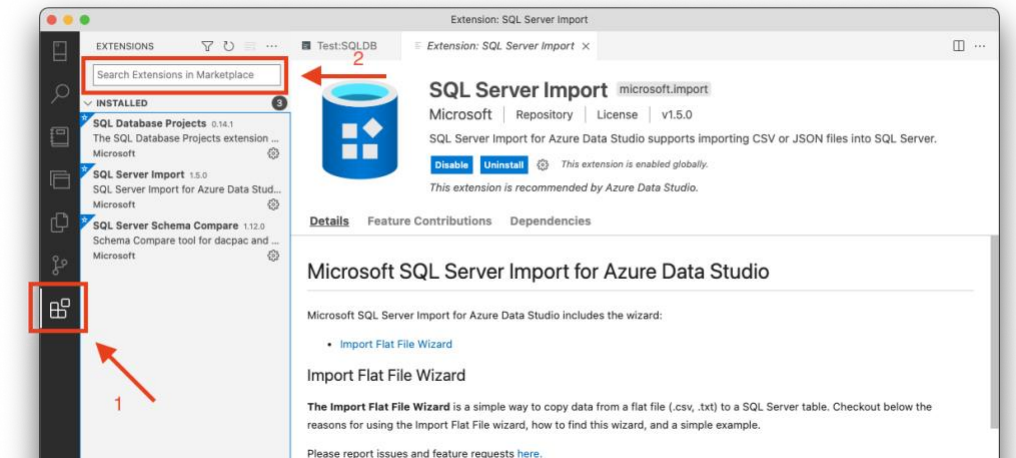 Extension: SQL Server Import
EXTENSIONS
Test:SQLDB
Extension: SQL Server Import
2
Search Extensions in Marketplace
INSTALLED
3
SQL Database Projects 0.14.1
The SQL Database Projects extension ...
Microsoft
SQL Server Import 1.5.0
SQL Server Import for Azure Data Stud...
Microsoft
SQL Server Schema Compare 1.12.0
Schema Compare tool for dacpac and ...
Microsoft
1
SQL Server Import microsoft.import
Microsoft Repository License v1.5.0
SQL Server Import for Azure Data Studio supports importing CSV or JSON files into SQL Server.
Disable Uninstall This extension is enabled globally.
This extension is recommended by Azure Data Studio.
Details Feature Contributions Dependencies
Microsoft SQL Server Import for Azure Data Studio
Microsoft SQL Server Import for Azure Data Studio includes the wizard:
• Import Flat File Wizard
Import Flat File Wizard
The Import Flat File Wizard is a simple way to copy data from a flat file (.csv, .txt) to a SQL Server table. Checkout below the
reasons for using the Import Flat File wizard, how to find this wizard, and a simple example.
Please report issues and feature requests here.